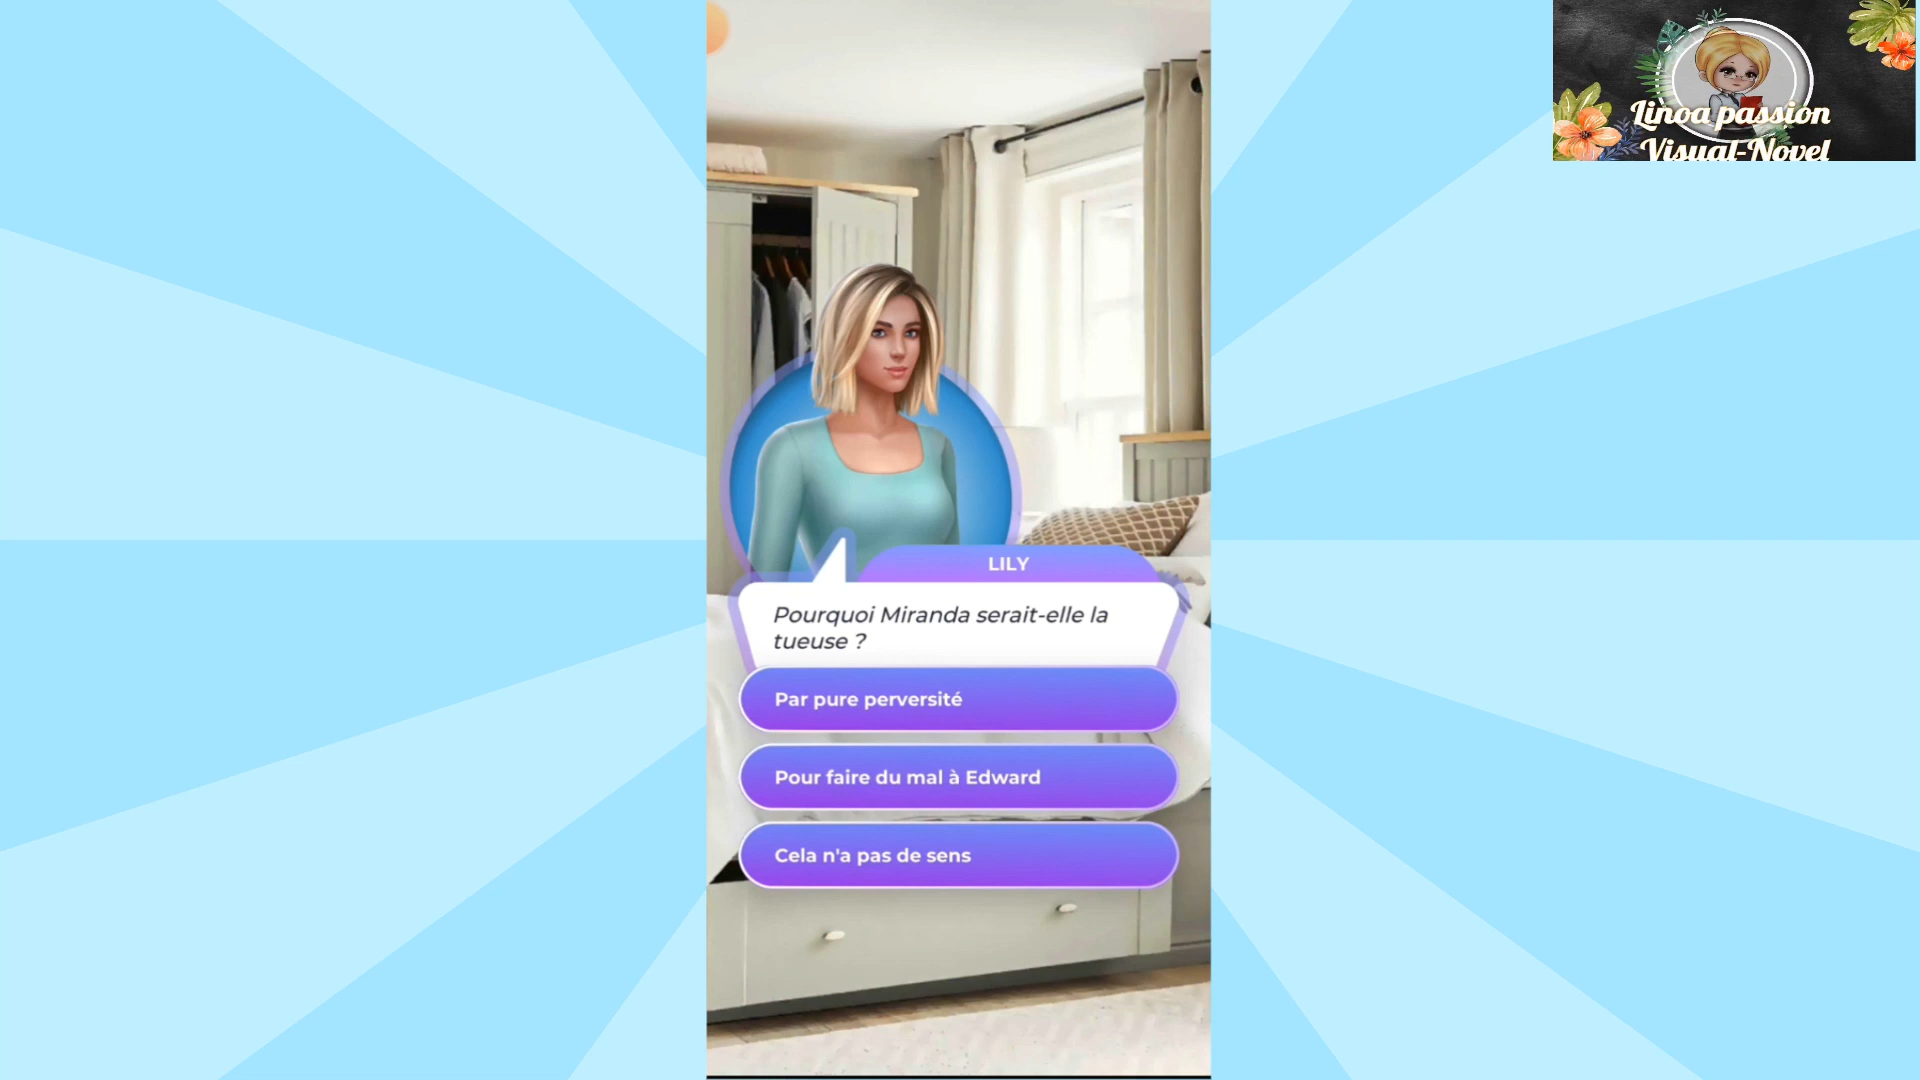 Linoa passion
Visual-Novel
LILY
Pourquoi Miranda serait-elle la
tueuse ?
Par pure perversité
Pour faire du mal à Edward
Cela n'a pas de sens